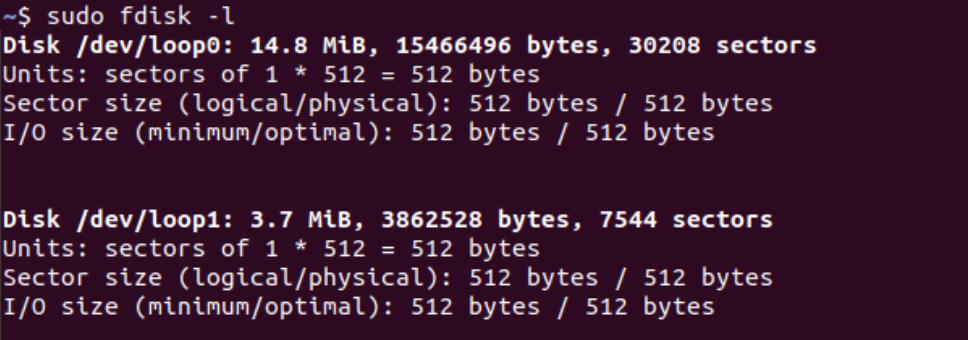 ~$ sudo fdisk -l
Disk /dev/loop0: 14.8 MiB, 15466496 bytes, 30208 sectors
Units: sectors of 1 * 512 = 512 bytes
Sector size (logical/physical): 512 bytes / 512 bytes
I/O size (minimum/optimal): 512 bytes / 512 bytes
Disk /dev/loop1: 3.7 MiB, 3862528 bytes, 7544 sectors
Units: sectors of 1 * 512 = 512 bytes
Sector size (logical/physical): 512 bytes / 512 bytes
I/O size (minimum/optimal): 512 bytes / 512 bytes